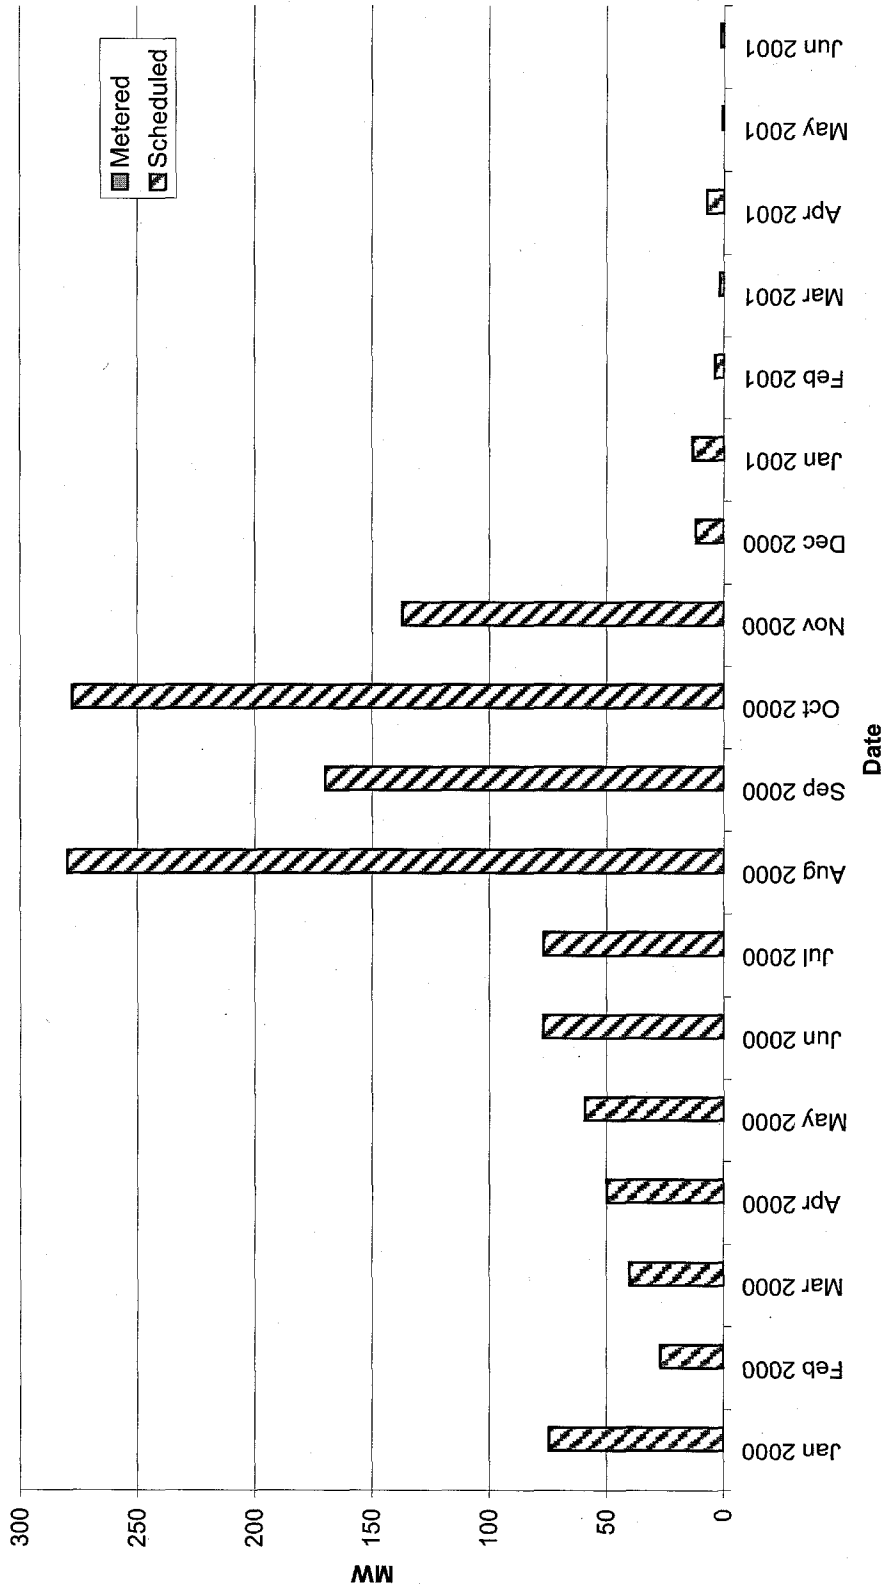 Metered
Scheduled
300
250
200
150
100
50
0
MW
Jan 2000
Feb 2000
Mar 2000
Apr 2000
May 2000
Jun 2000
Jul 2000
Aug 2000
Sep 2000
Oct 2000
Nov 2000
Dec 2000
Jan 2001
Feb 2001
Mar 2001
Apr 2001
May 2001
Jun 2001
Date